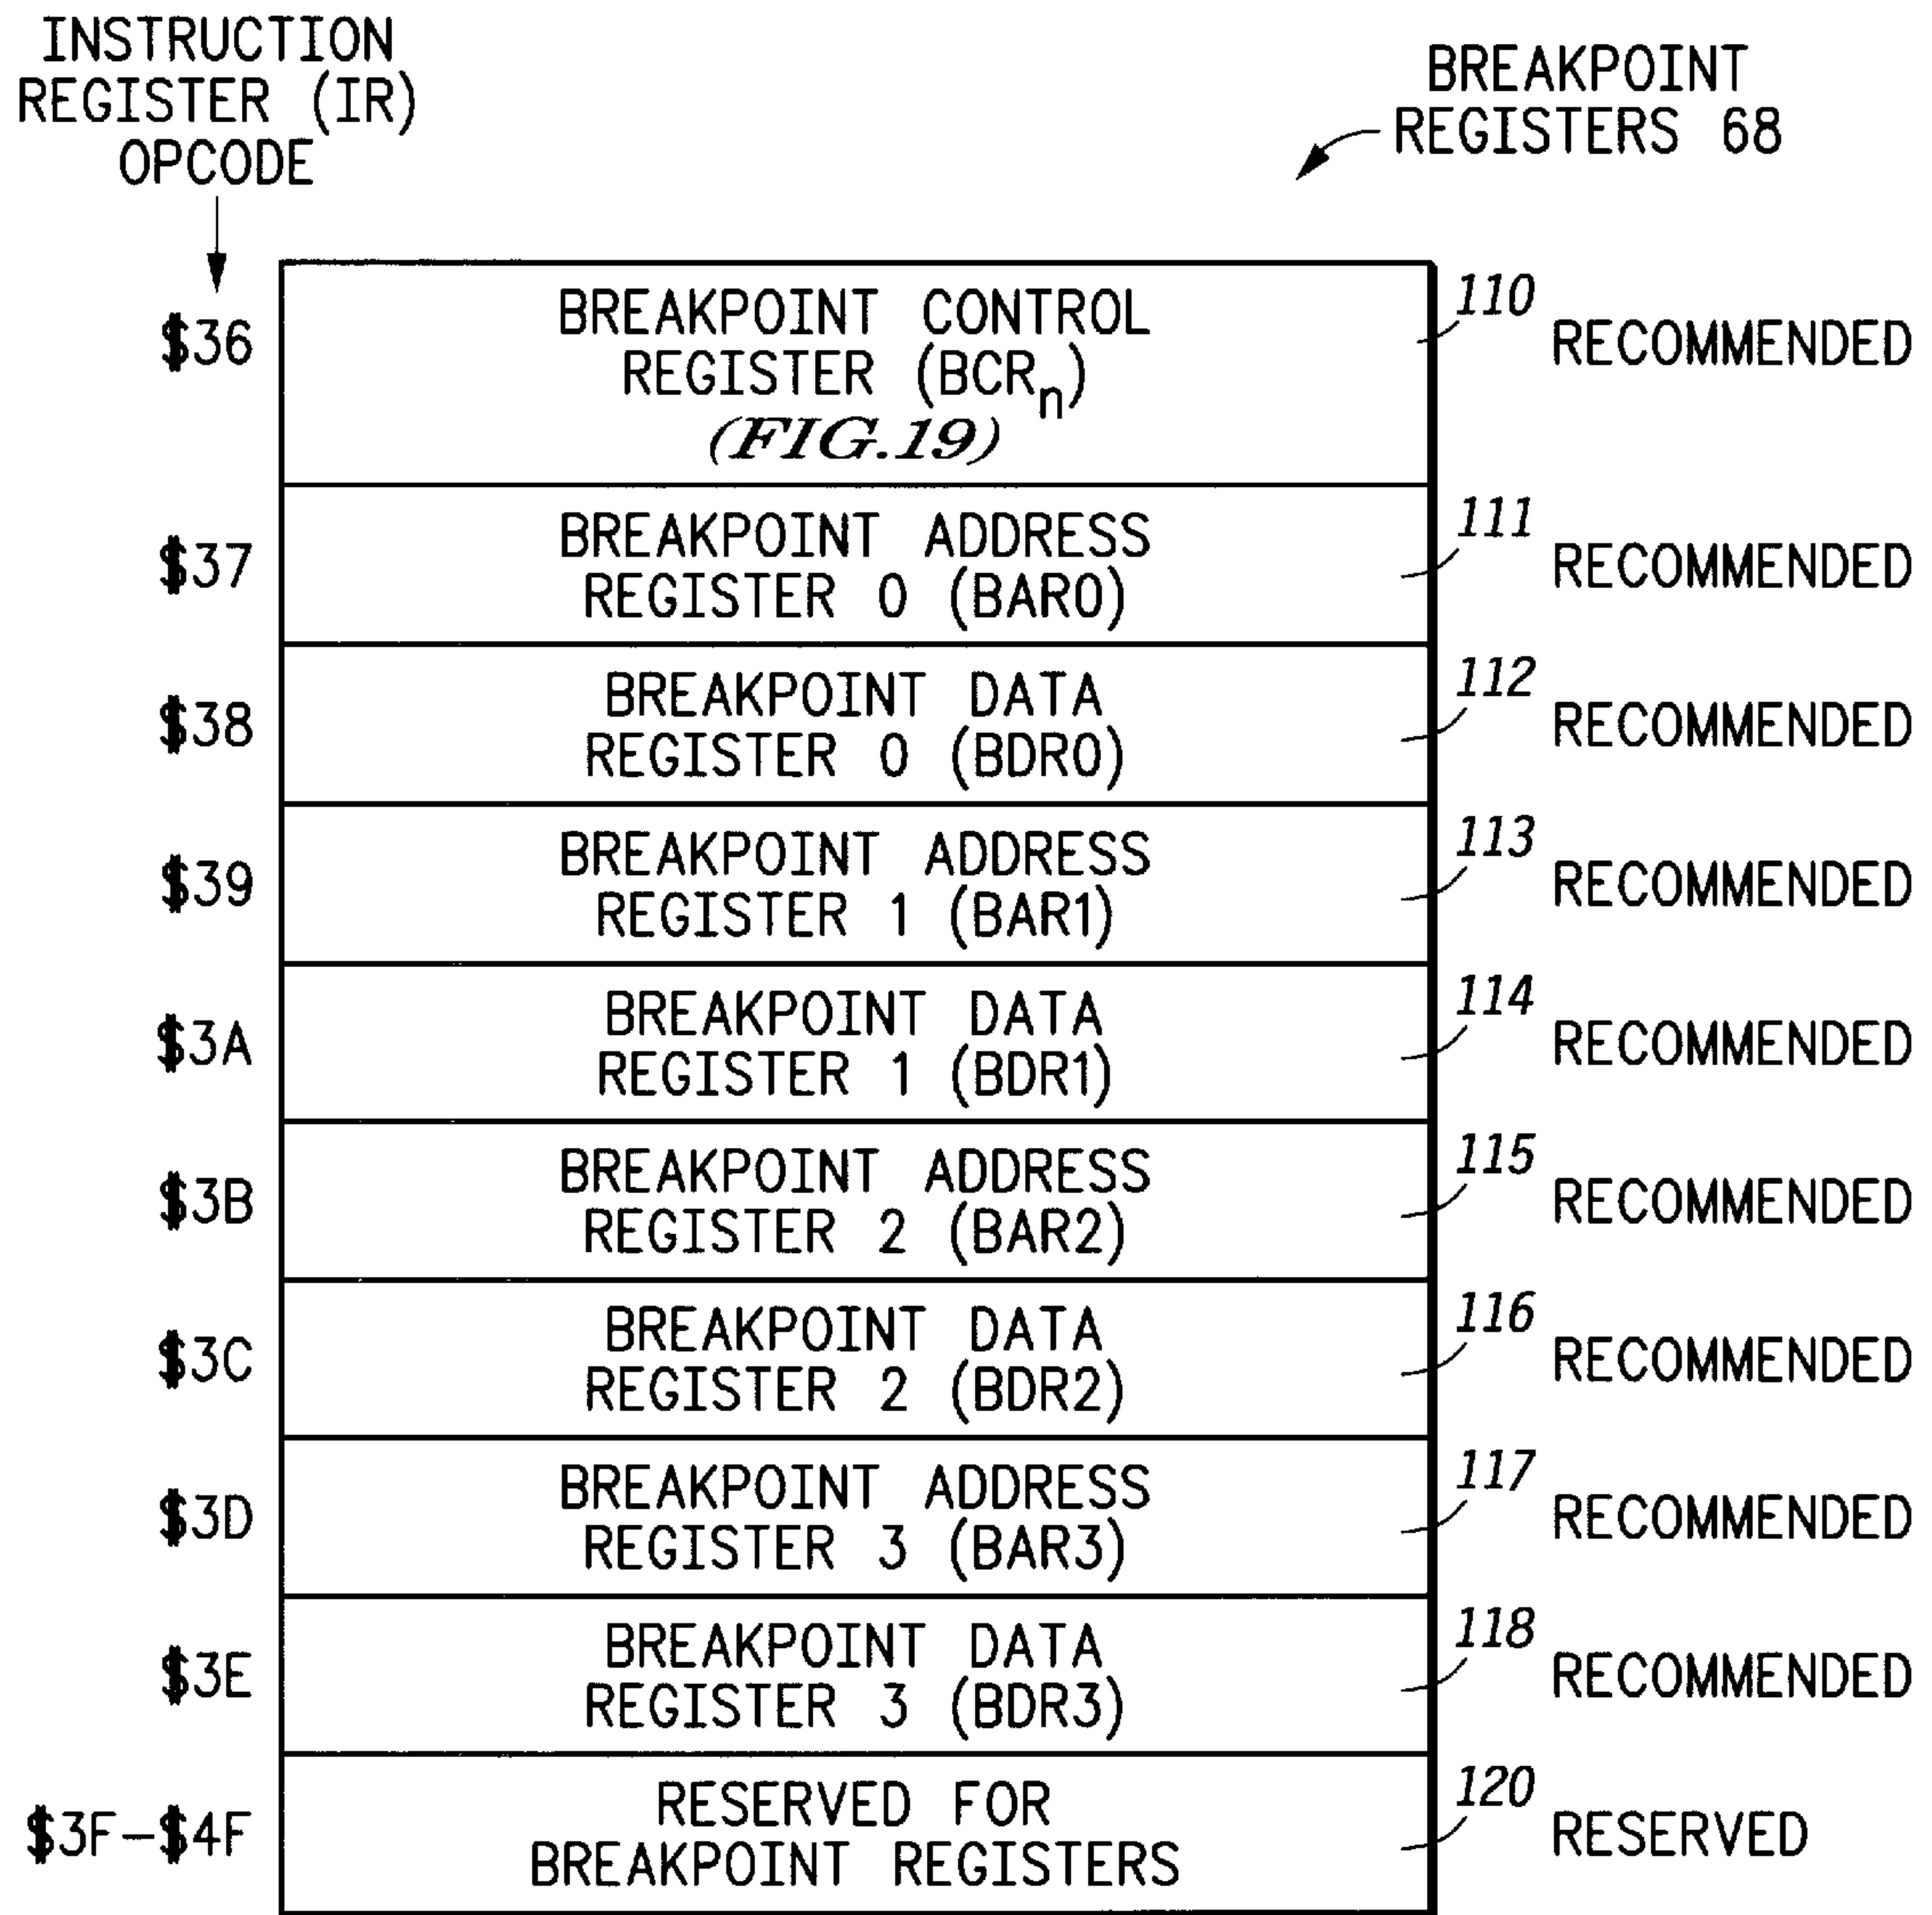 INSTRUCTION
REGISTER (IR)
OPCODE
BREAKPOINT
REGISTERS 68
$36
BREAKPOINT CONTROL
REGISTER (BCRn)
(FIG.19)
110
RECOMMENDED
$37
BREAKPOINT ADDRESS
REGISTER 0 (BAR0)
111
RECOMMENDED
$38
BREAKPOINT DATA
REGISTER 0 (BDR0)
112
RECOMMENDED
$39
BREAKPOINT ADDRESS
REGISTER 1 (BAR1)
113
RECOMMENDED
$3A
BREAKPOINT DATA
REGISTER 1 (BDR1)
114
RECOMMENDED
$3B
BREAKPOINT ADDRESS
REGISTER 2 (BAR2)
115
RECOMMENDED
$3C
BREAKPOINT DATA
REGISTER 2 (BDR2)
116
RECOMMENDED
$3D
BREAKPOINT ADDRESS
REGISTER 3 (BAR3)
117
RECOMMENDED
$3E
BREAKPOINT DATA
REGISTER 3 (BDR3)
118
RECOMMENDED
$3F-$4F
RESERVED FOR
BREAKPOINT REGISTERS
120
RESERVED